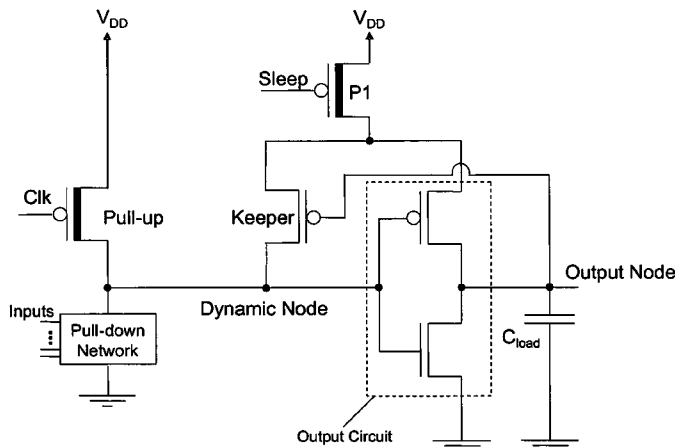 V_DD
V_DD
Sleep
P1
Clk
Pull-up
Keeper
Output Node
Dynamic Node
Inputs
Pull-down
Network
C_load
Output Circuit